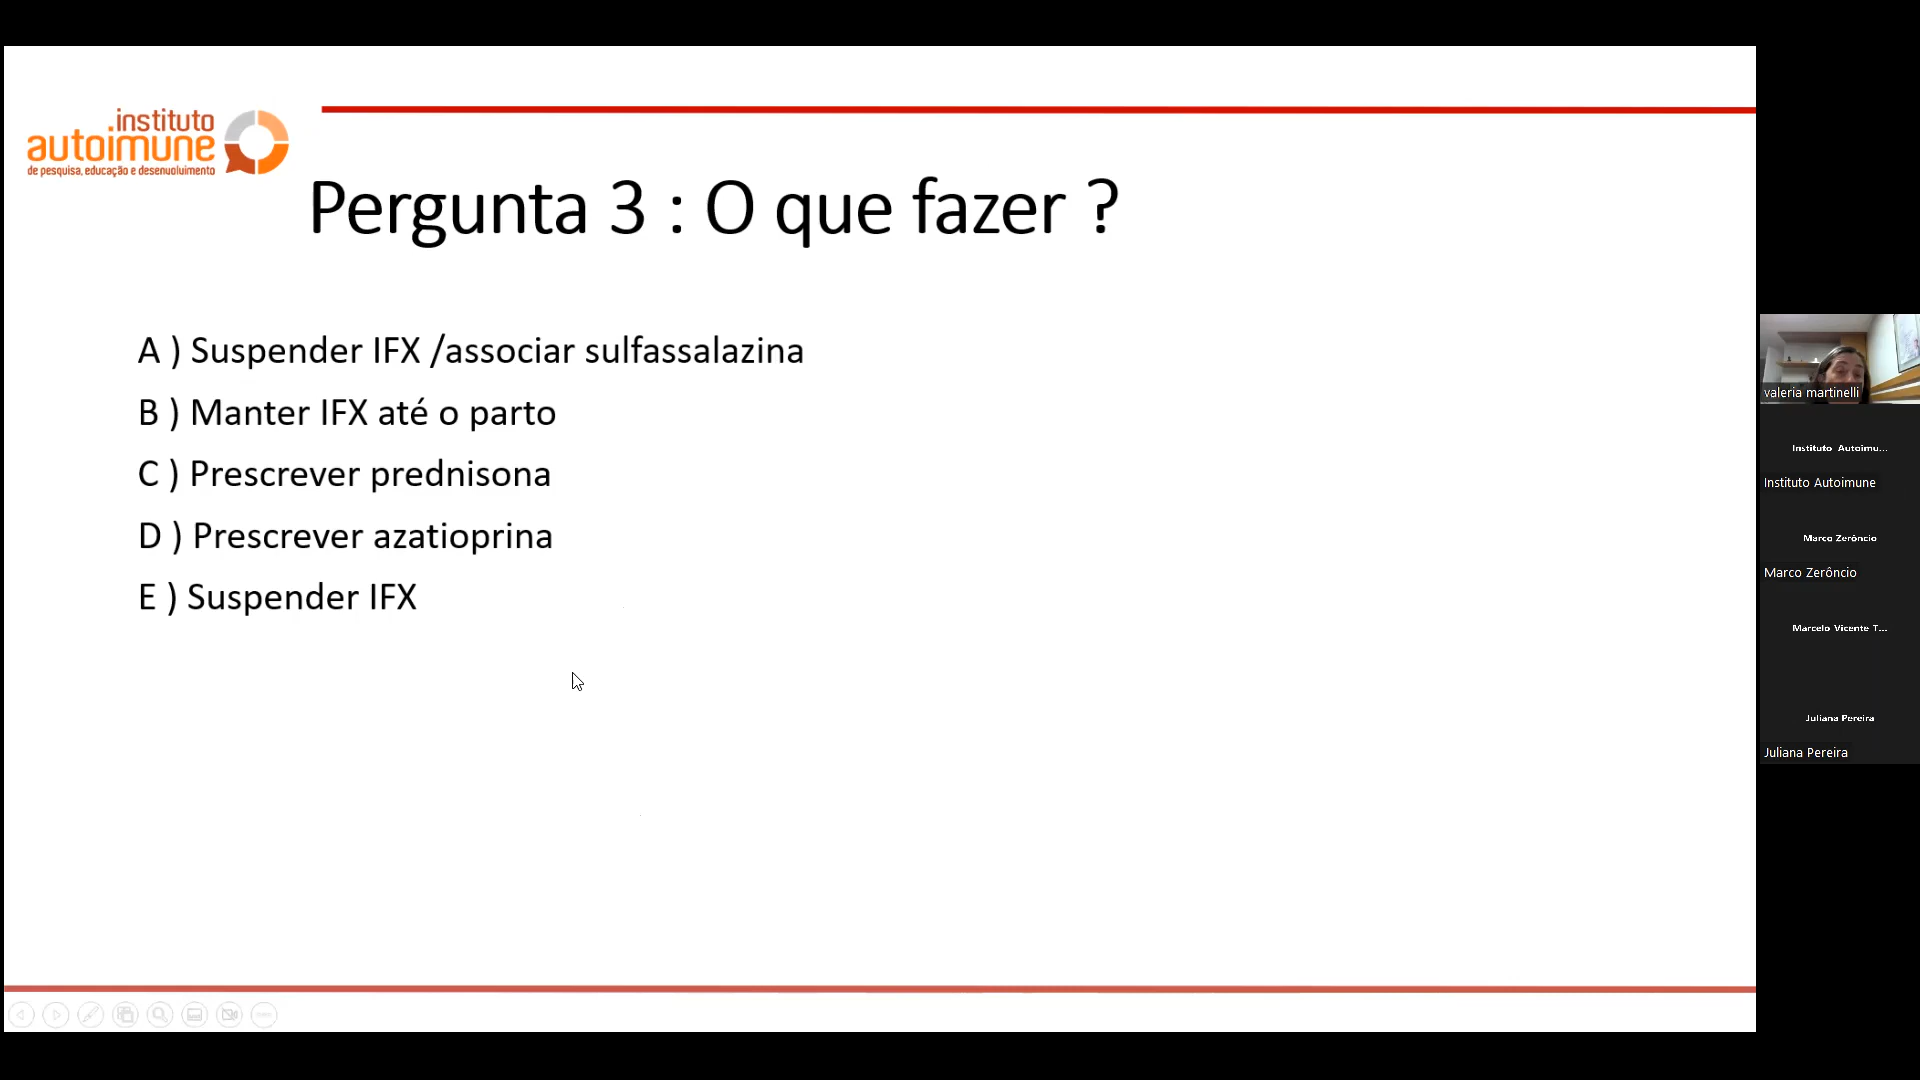 instituto
autoimune
de pesquisa, educação e desenvolvimento
Pergunta 3 : O que fazer ?
A ) Suspender IFX /associar sulfassalazina
B ) Manter IFX até o parto
C ) Prescrever prednisona
D ) Prescrever azatioprina
E ) Suspender IFX
valeria martinelli
Instituto Autoimu...
Instituto Autoimune
Marco Zerôncio
Marco Zerôncio
Marcelo Vicente T...
Juliana Pereira
Juliana Pereira